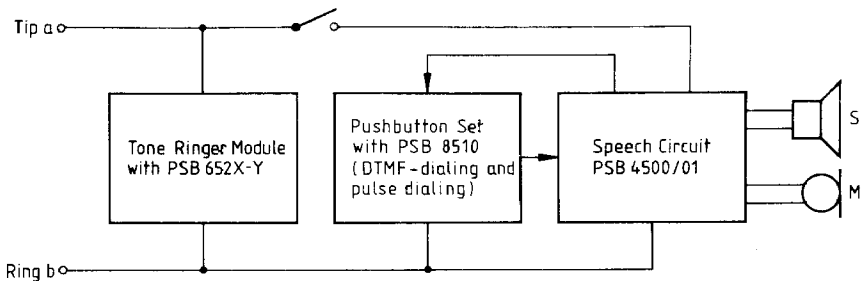 Tip a
Tone Ringer Module
with PSB 652X-Y
Pushbutton Set
with PSB 8510
(DTMF-dialing and
pulse dialing)
Speech Circuit
PSB 4500/01
S
M
Ring b